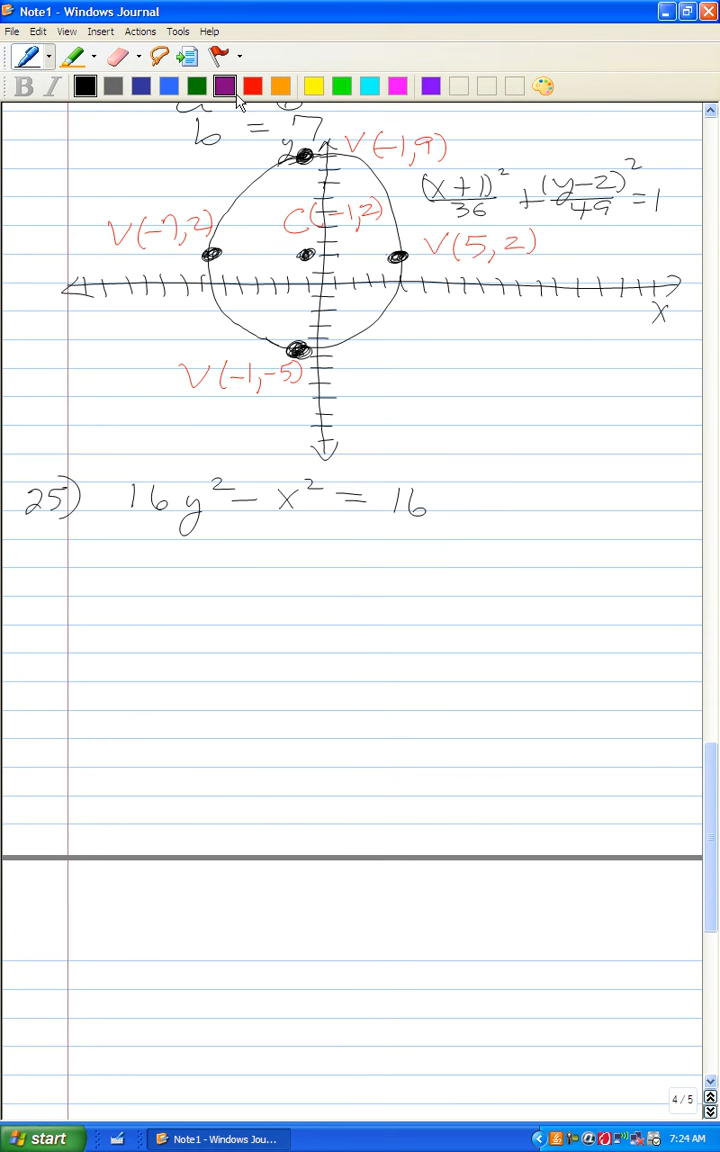 Note1 - Windows Journal
File Edit View Insert Actions Tools Help
B I
b = 7
y
V(-1,9)
(x+1)²/36 + (y-2)²/49 = 1
C(-1,2)
V(-7,2)
V(5,2)
X
V(-1,-5)
25) 16y² - x² = 16
4/5
start
Note1 - Windows Jou...
7:24 AM